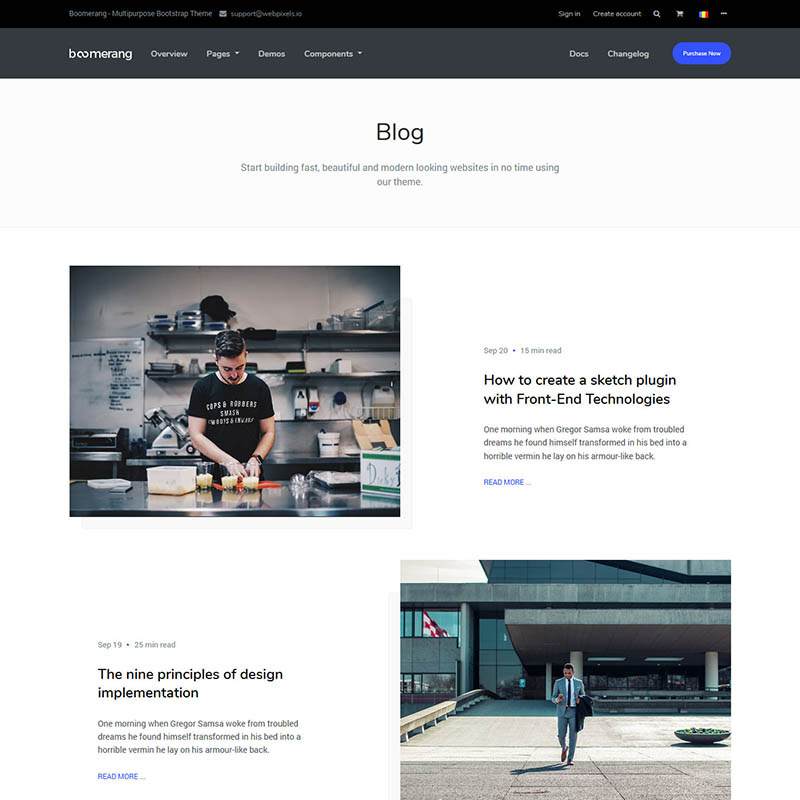 Boomerang - Multipurpose Bootstrap Theme support@webpixels.io Sign in Create account
boomerang Overview Pages Demos Components Docs Changelog Purchase Now
Blog
Start building fast, beautiful and modern looking websites in no time using
our theme.
COPS & ROBBERS
SMASH
Sep 20 • 15 min read
How to create a sketch plugin
with Front-End Technologies
One morning when Gregor Samsa woke from troubled
dreams he found himself transformed in his bed into a
horrible vermin he lay on his armour-like back.
READ MORE ...
Sep 19 • 25 min read
The nine principles of design
implementation
One morning when Gregor Samsa woke from troubled
dreams he found himself transformed in his bed into a
horrible vermin he lay on his armour-like back.
READ MORE ...